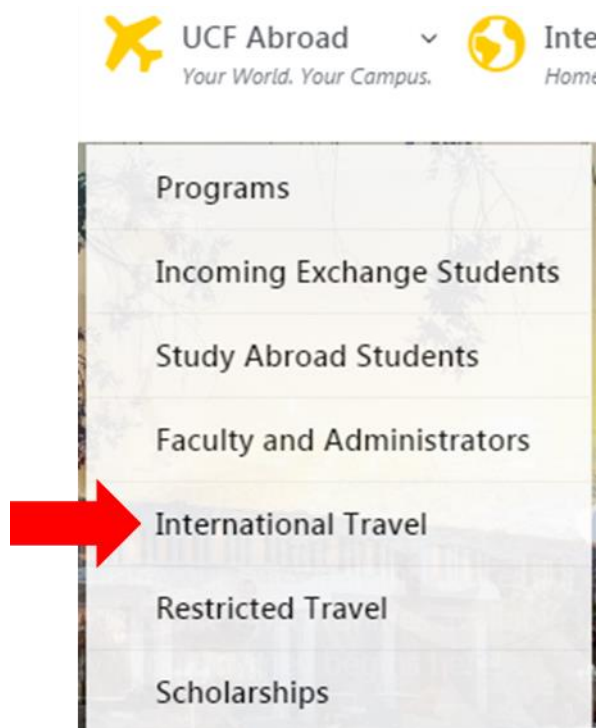 UCF Abroad
Your World. Your Campus.
Programs
Incoming Exchange Students
Study Abroad Students
Faculty and Administrators
International Travel
Restricted Travel
Scholarships